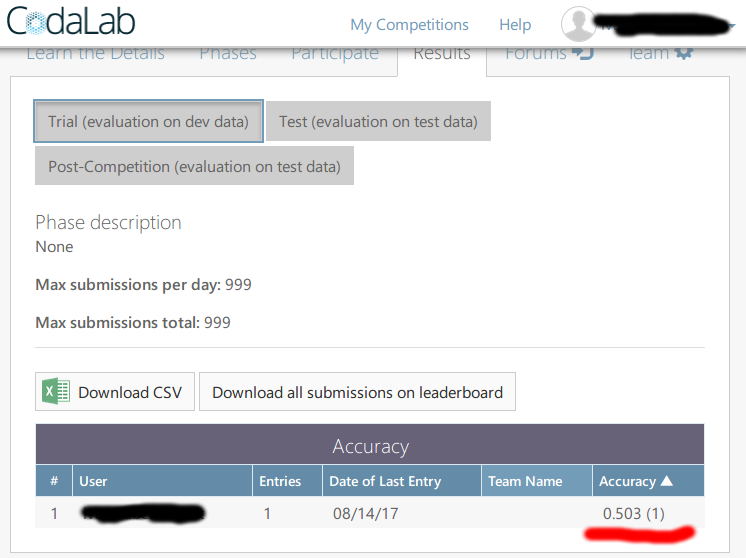 CodaLab
My Competitions Help
Learn the Details Phases Participate Results Forums Team
Trial (evaluation on dev data) Test (evaluation on test data)
Post-Competition (evaluation on test data)
Phase description
None
Max submissions per day: 999
Max submissions total: 999
Download CSV Download all submissions on leaderboard
Accuracy
# User Entries Date of Last Entry Team Name Accuracy ▲
1 1 08/14/17 0.503 (1)